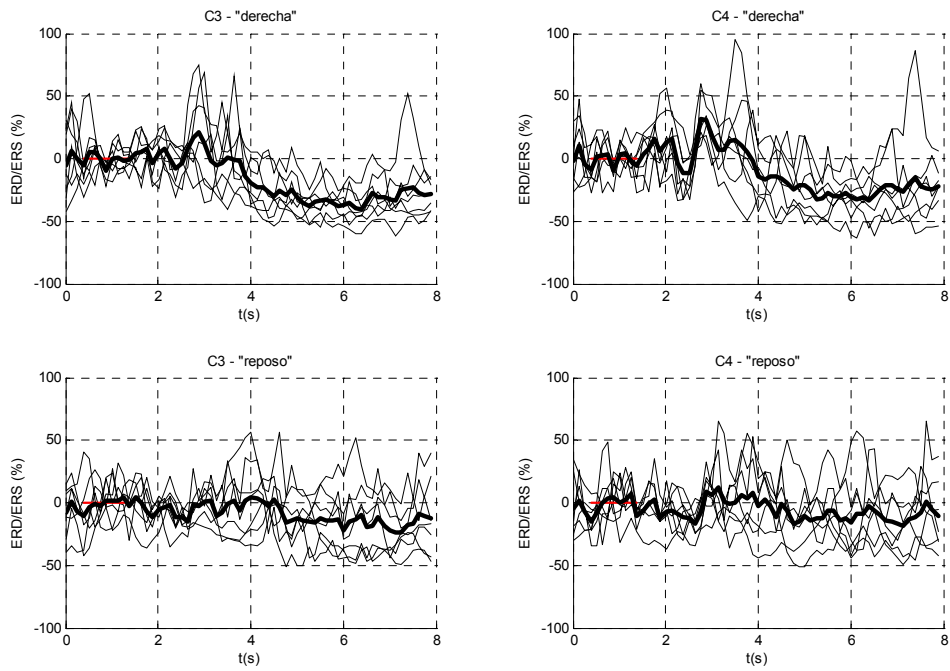 C3 - "derecha"
100
50
0
-50
-100
ERD/ERS (%)
0 2 4 6 8
t(s)
C4 - "derecha"
100
50
0
-50
-100
ERD/ERS (%)
0 2 4 6 8
t(s)
C3 - "reposo"
100
50
0
-50
-100
ERD/ERS (%)
0 2 4 6 8
t(s)
C4 - "reposo"
100
50
0
-50
-100
ERD/ERS (%)
0 2 4 6 8
t(s)